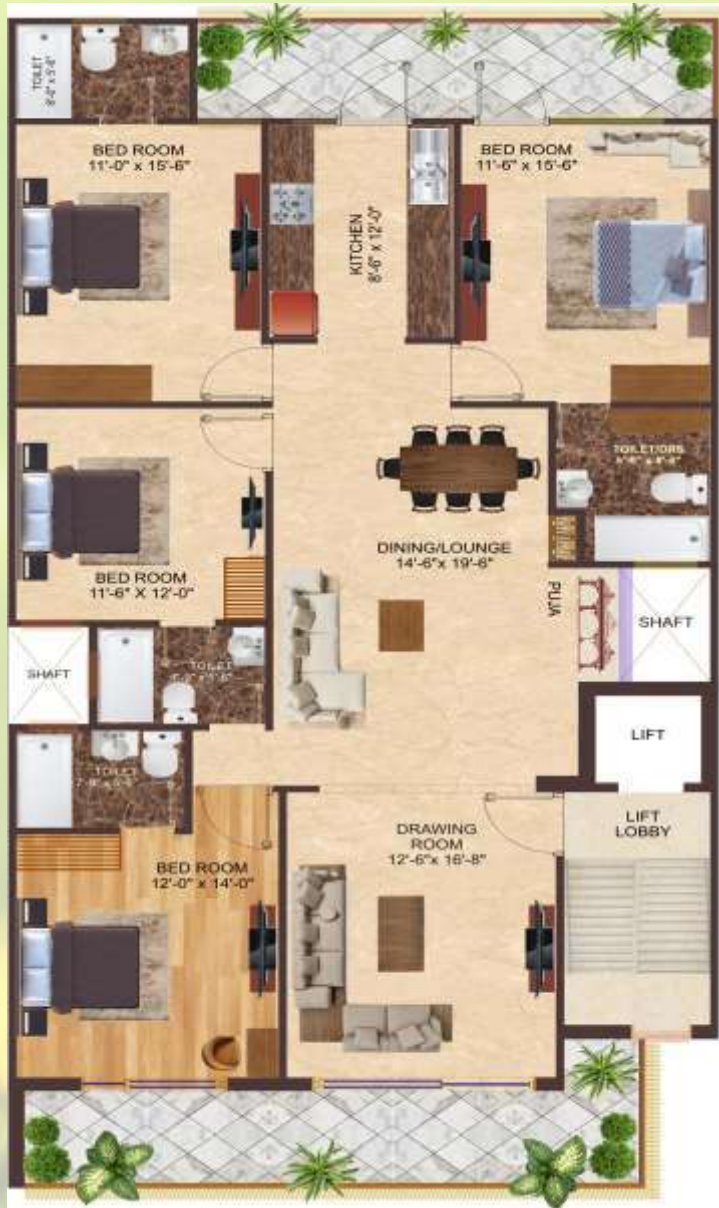 TOILET
BED ROOM
11'-0" x 15'-6"
KITCHEN
8'-6" x 12'-0"
BED ROOM
11'-6" x 15'-6"
BED ROOM
11'-6" X 12'-0"
DINING/LOUNGE
14'-6"x 19'-6"
PUJA
SHAFT
SHAFT
TOILET
TOILET
LIFT
LIFT
LOBBY
DRAWING
ROOM
12'-6"x 16'-8"
BED ROOM
12'-0" x 14'-0"